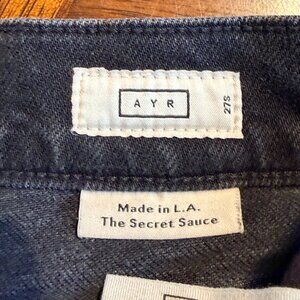 AYR
27S
Made in L.A.
The Secret Sauce